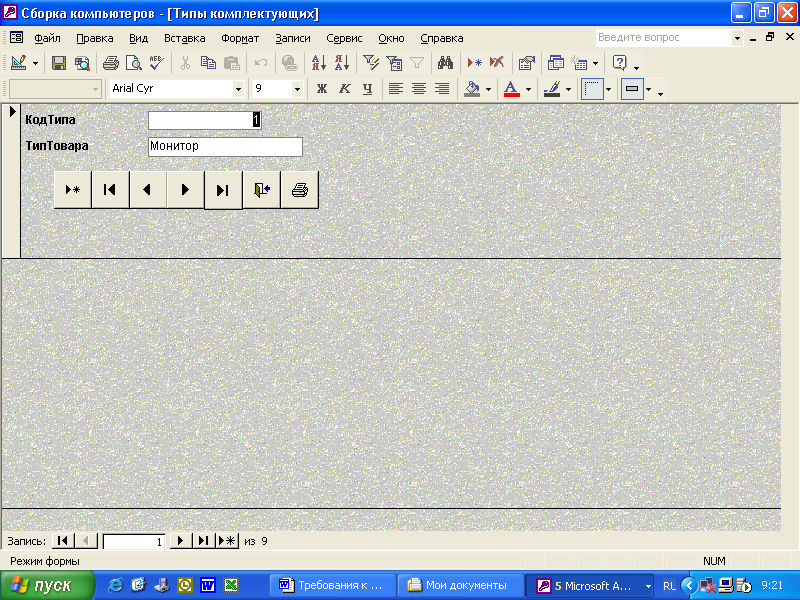 Сборка компьютеров - [Типы комплектующих]
Файл Правка Вид Вставка Формат Записи Сервис Окно Справка Введите вопрос
Arial Cyr 9 Ж К Ч
КодТипа 1
ТипТовара Монитор
Запись: 1 из 9
Режим формы NUM
пуск Требования к ... Мои документы 5 Microsoft A... RL 9:21